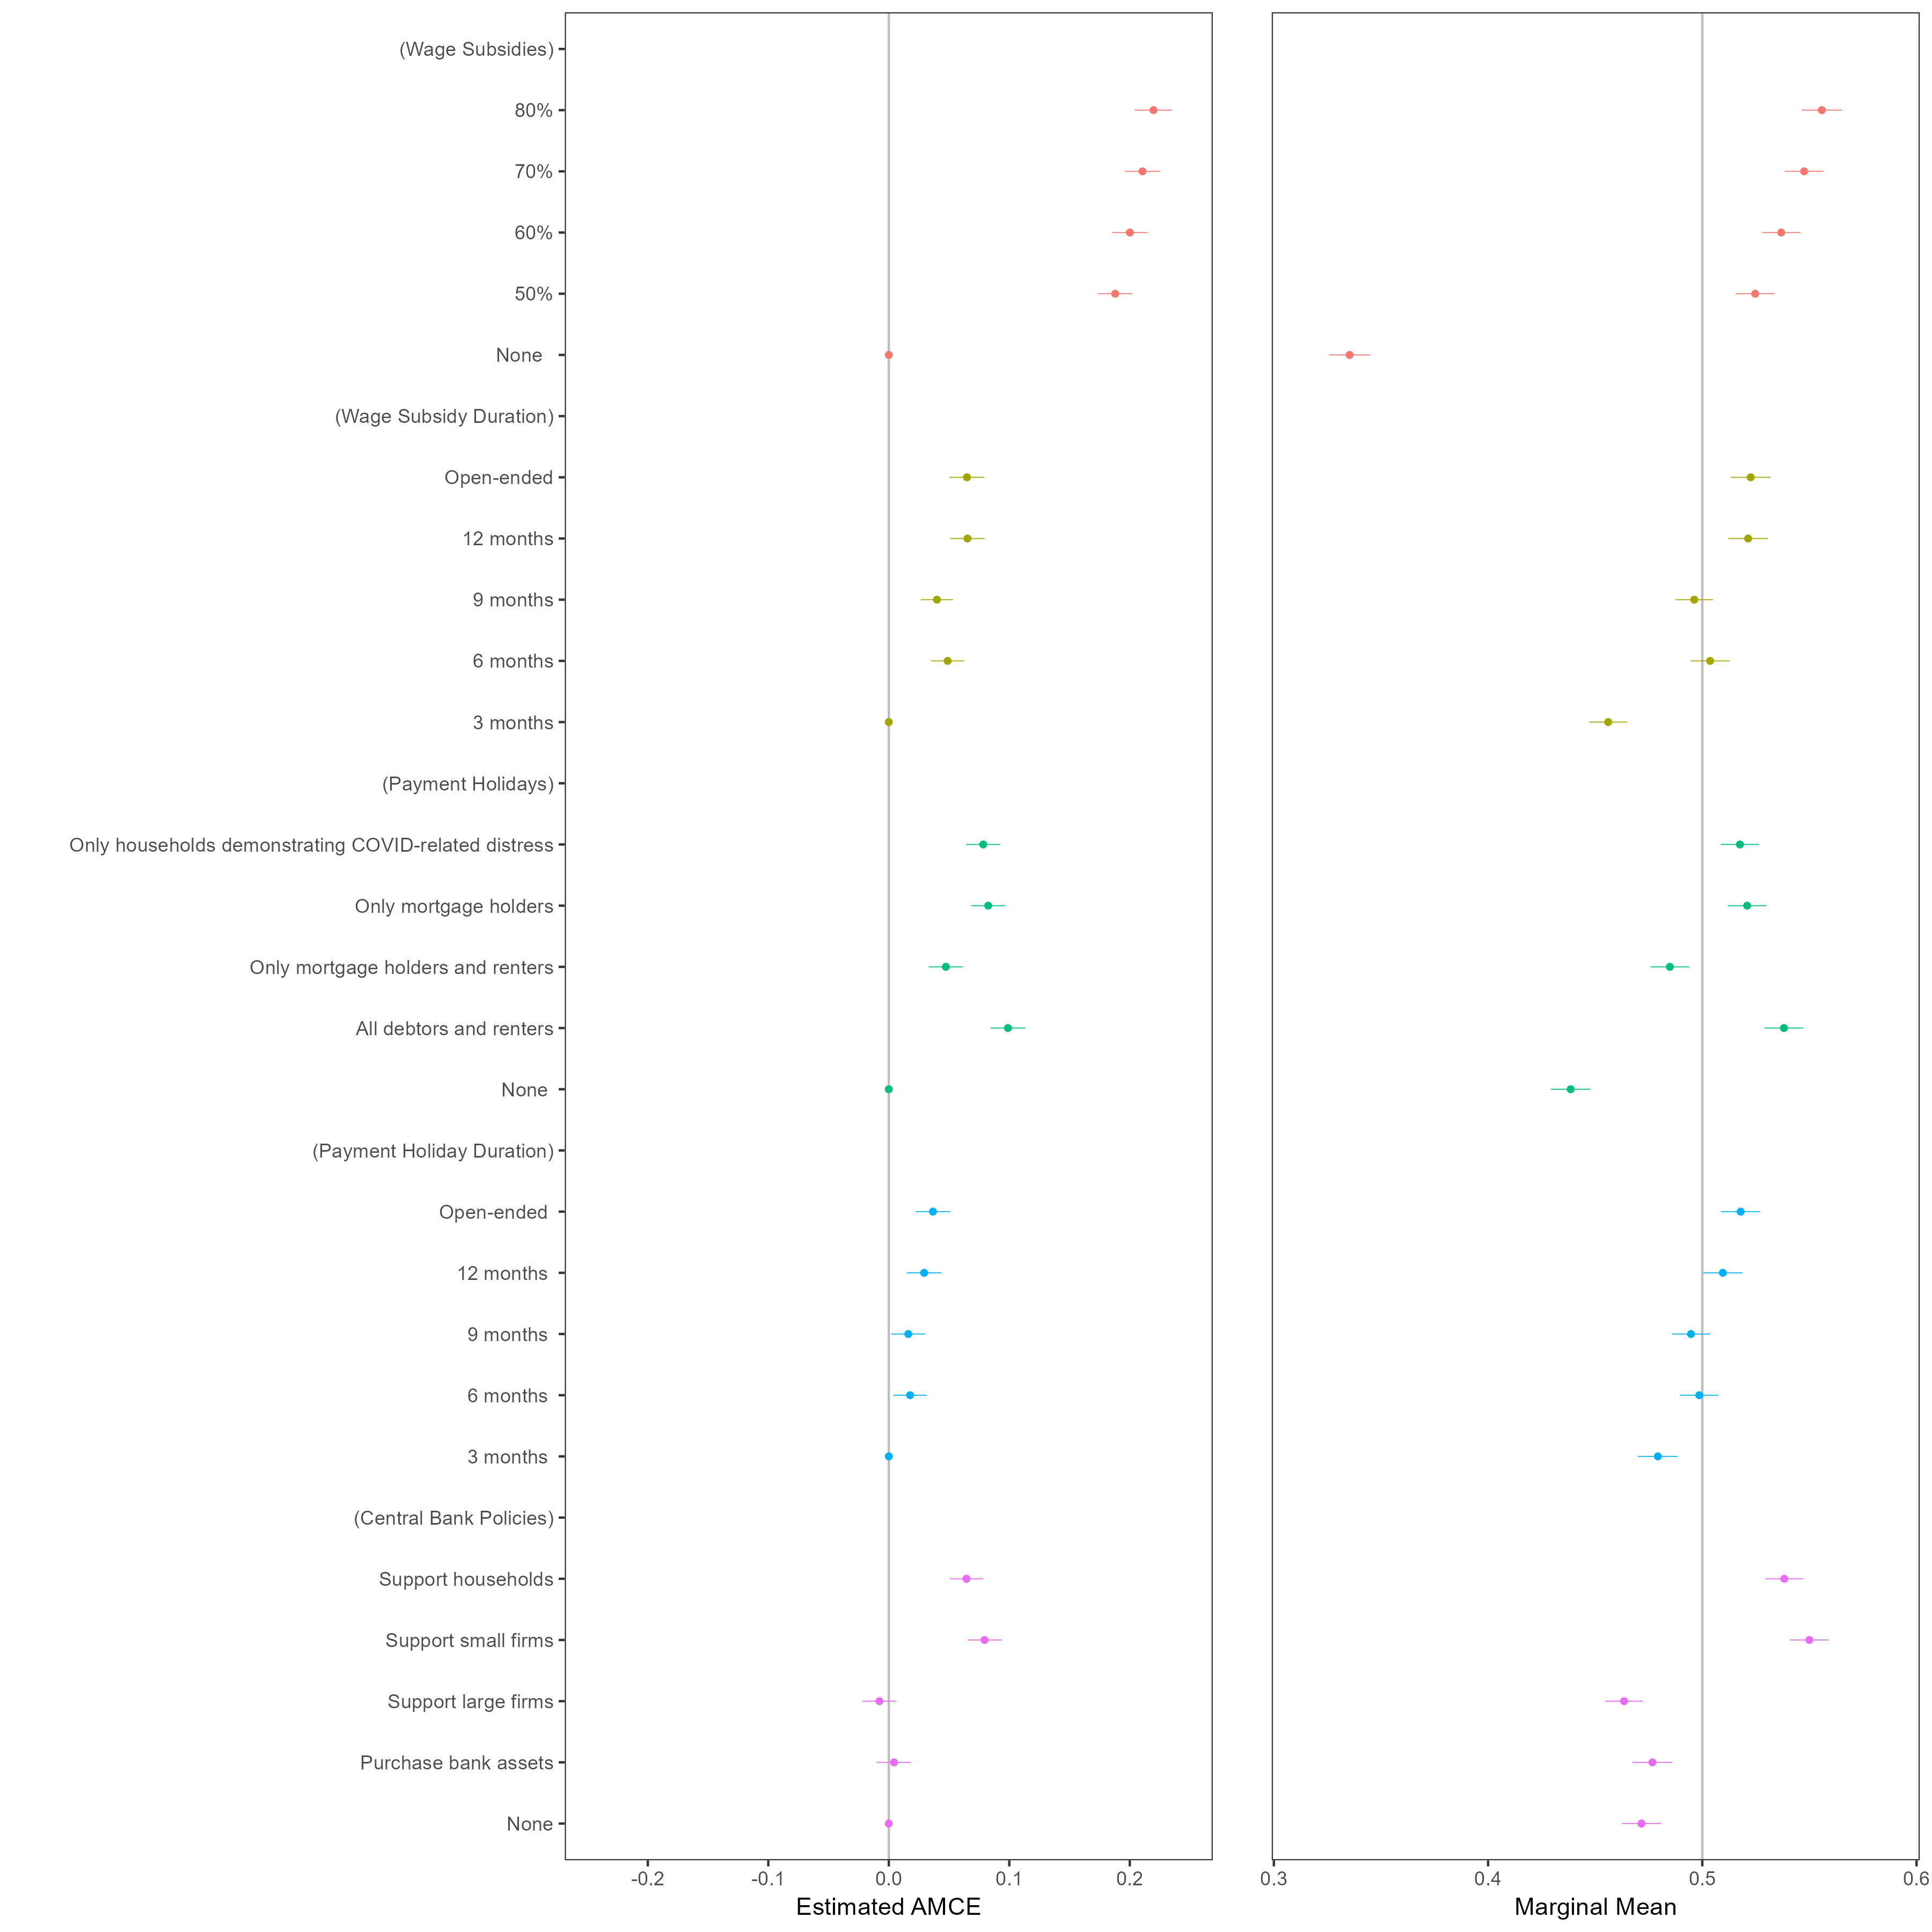 (Wage Subsidies)
80%
70%
60%
50%
None
(Wage Subsidy Duration)
Open-ended
12 months
9 months
6 months
3 months
(Payment Holidays)
Only households demonstrating COVID-related distress
Only mortgage holders
Only mortgage holders and renters
All debtors and renters
None
(Payment Holiday Duration)
Open-ended
12 months
9 months
6 months
3 months
(Central Bank Policies)
Support households
Support small firms
Support large firms
Purchase bank assets
None
-0.2 -0.1 0.0 0.1 0.2 0.3 0.4 0.5 0.6
Estimated AMCE Marginal Mean